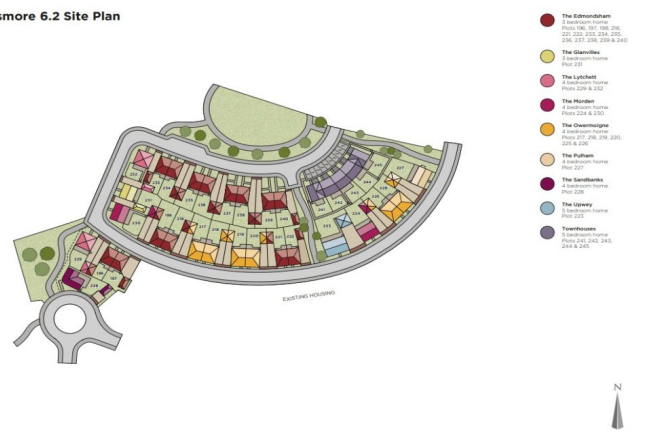 smore 6.2 Site Plan
The Edmondsham
3 bedroom home
Plots 196, 197, 198, 216,
221, 222, 233, 234, 235,
236, 237, 238, 239 & 240
The Glanvilles
3 bedroom home
Plot 231
The Lytchett
4 bedroom home
Plots 229 & 232
The Morden
4 bedroom home
Plots 224 & 230
The Owermoigne
4 bedroom home
Plots 217, 218, 219, 220,
225 & 226
The Pulham
4 bedroom home
Plot 227
The Sandbanks
4 bedroom home
Plot 228
The Upwey
5 bedroom home
Plot 223
Townhouses
5 bedroom homes
Plots 241, 242, 243,
244 & 245
EXISTING HOUSING
N